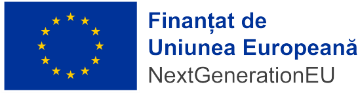 Finanțat de
Uniunea Europeană
NextGenerationEU